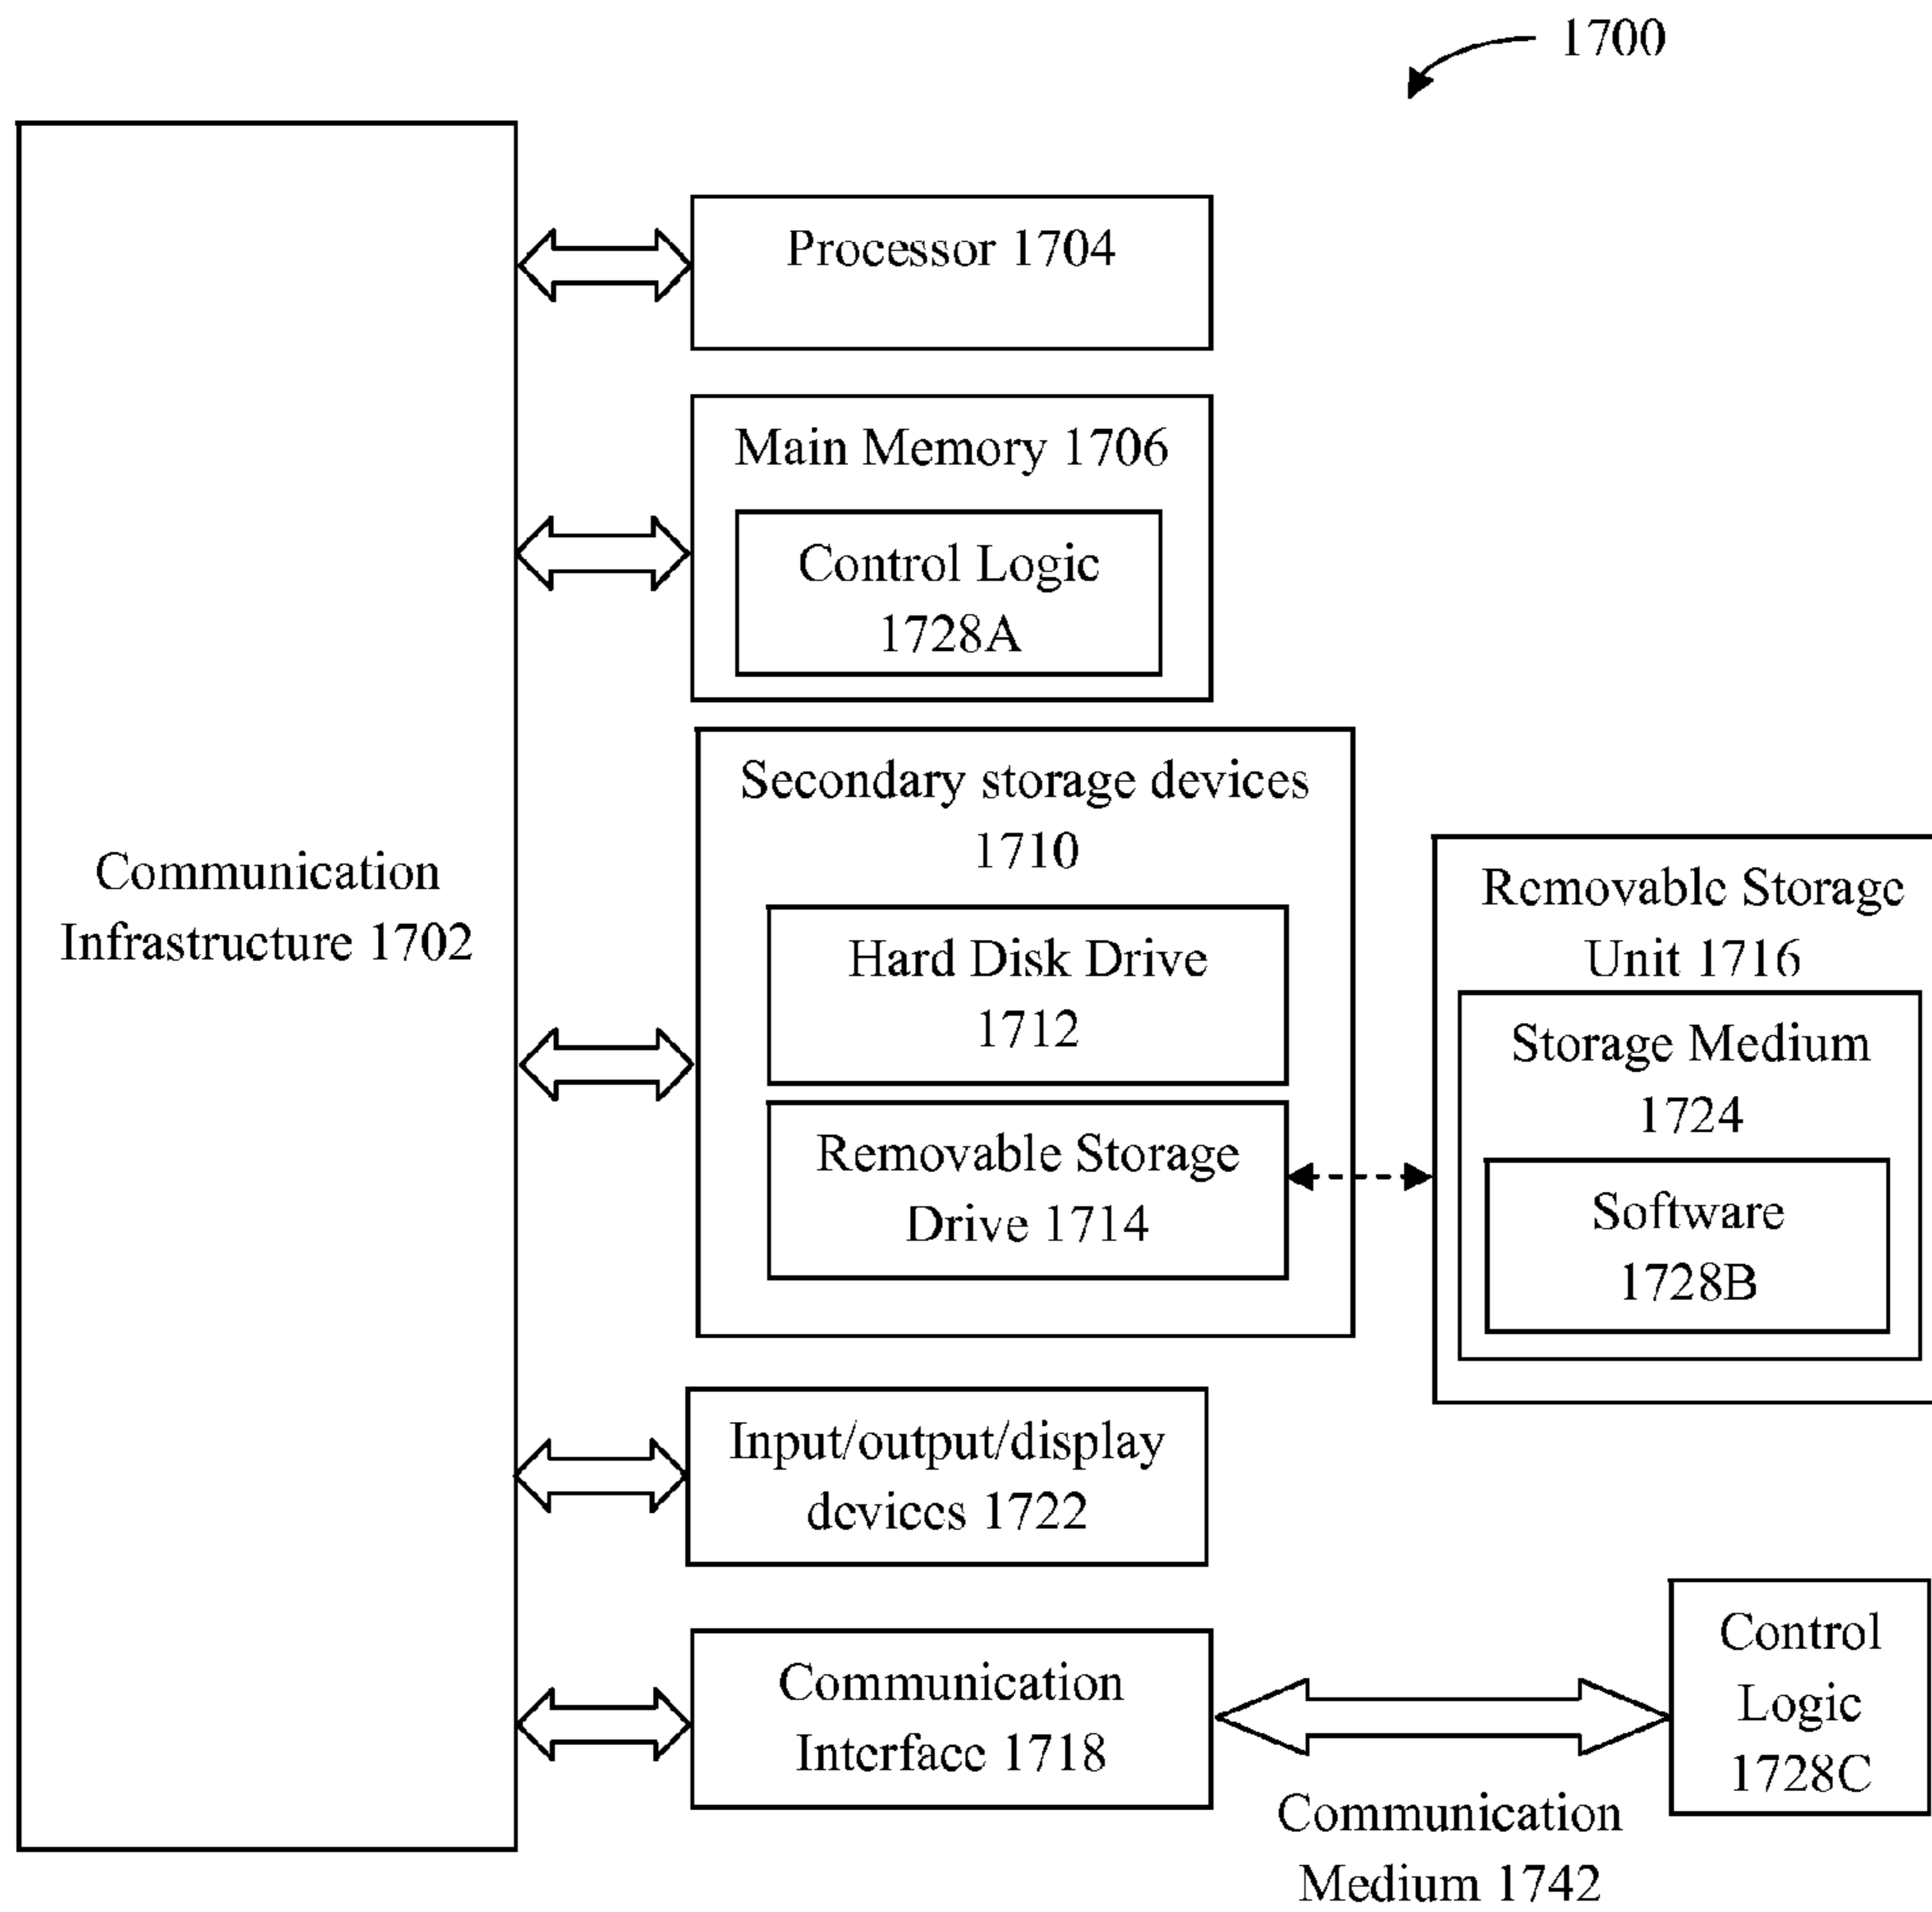 1700
Processor 1704
Main Memory 1706
Control Logic
1728A
Communication
Infrastructure 1702
Secondary storage devices
1710
Hard Disk Drive
1712
Removable Storage
Drive 1714
Removable Storage
Unit 1716
Storage Medium
1724
Software
1728B
Input/output/display
devices 1722
Communication
Interface 1718
Communication
Medium 1742
Control
Logic
1728C